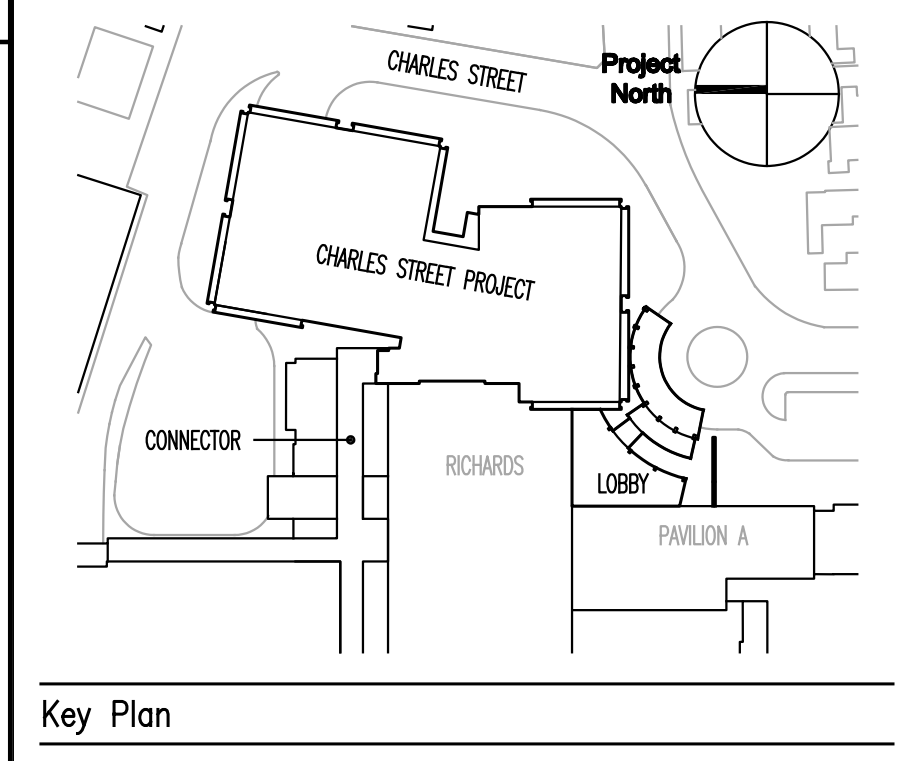 CHARLES STREET
Project
North
CHARLES STREET PROJECT
CONNECTOR
RICHARDS
LOBBY
PAVILION A
Key Plan